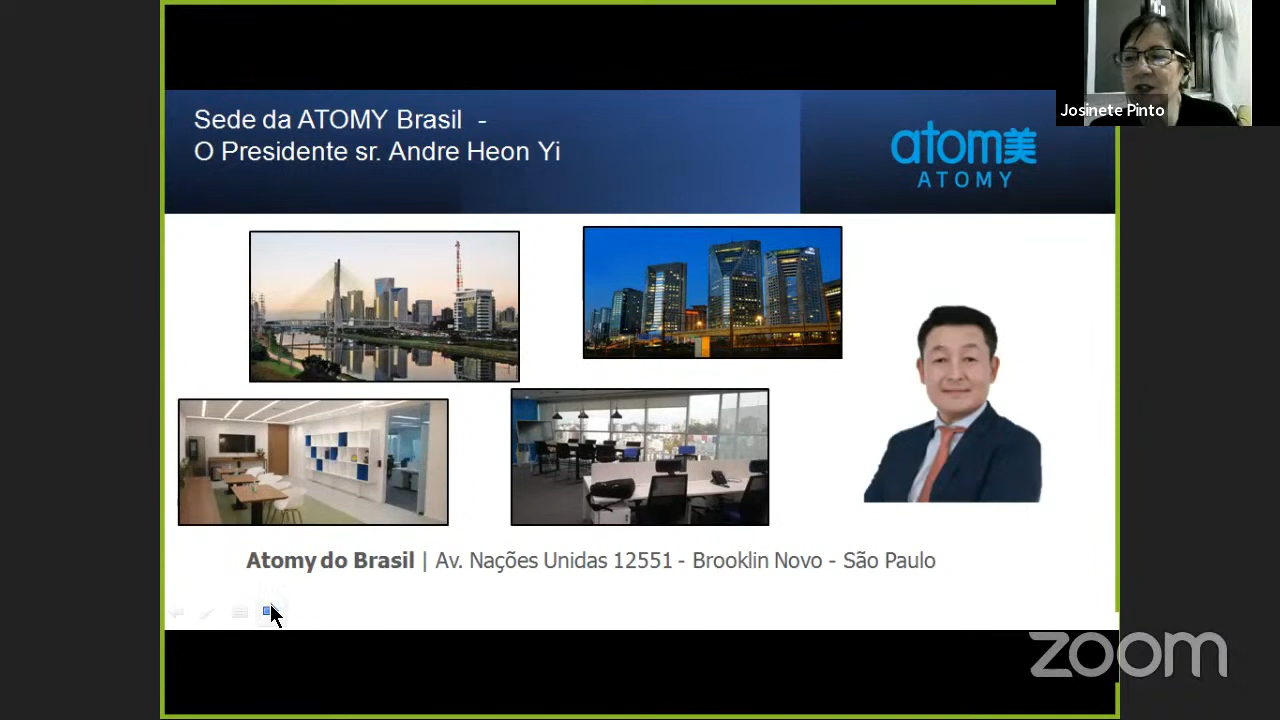 Sede da ATOMY Brasil -
O Presidente sr. Andre Heon Yi
atom美
ATOMY
Josinete Pinto
Atomy do Brasil | Av. Nações Unidas 12551 - Brooklin Novo - São Paulo
zoom